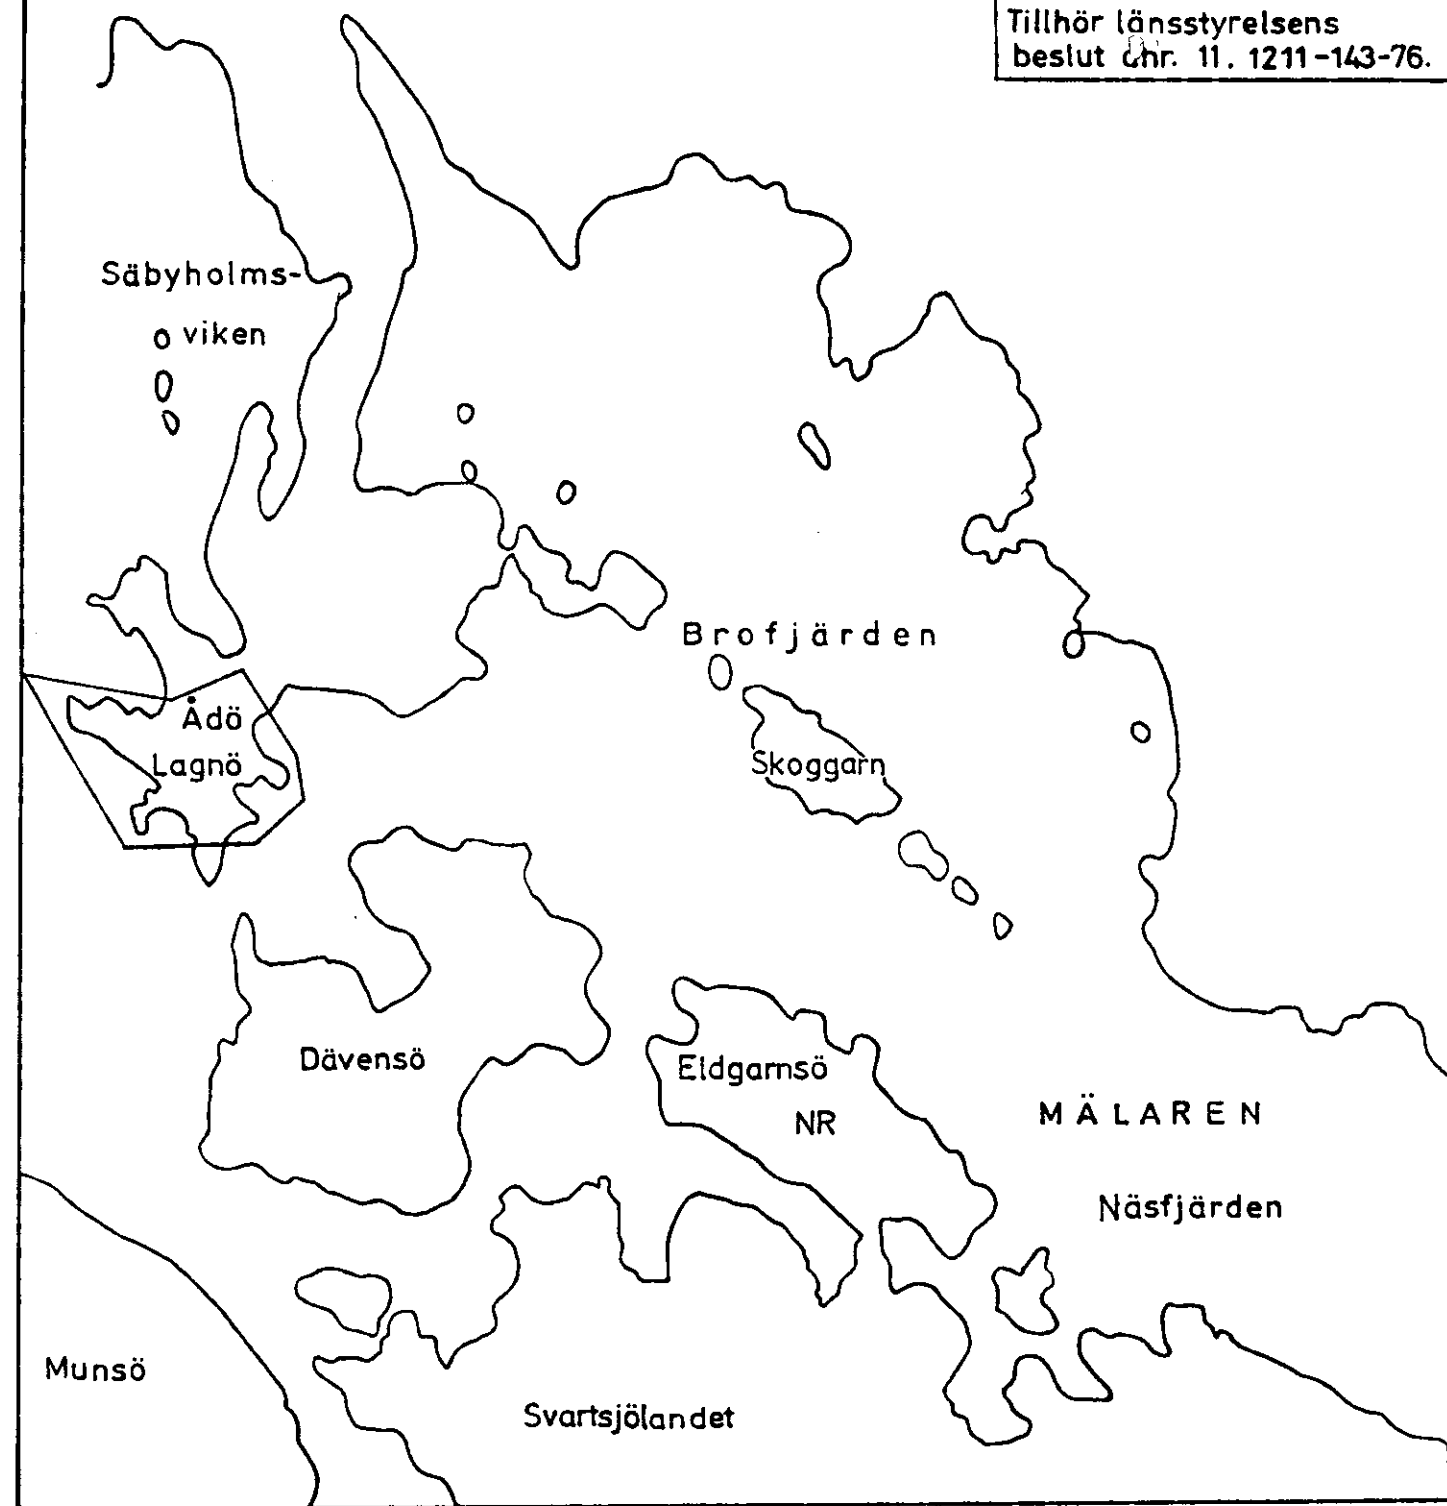 Tillhör länsstyrelsens
beslut dnr. 11. 1211-143-76.
Säbyholms-
viken
Brofjärden
Ådö
Lagnö
Skoggarn
Dävensö
Eldgarnsö
NR
MÄLAREN
Näsfjärden
Munsö
Svartsjölandet